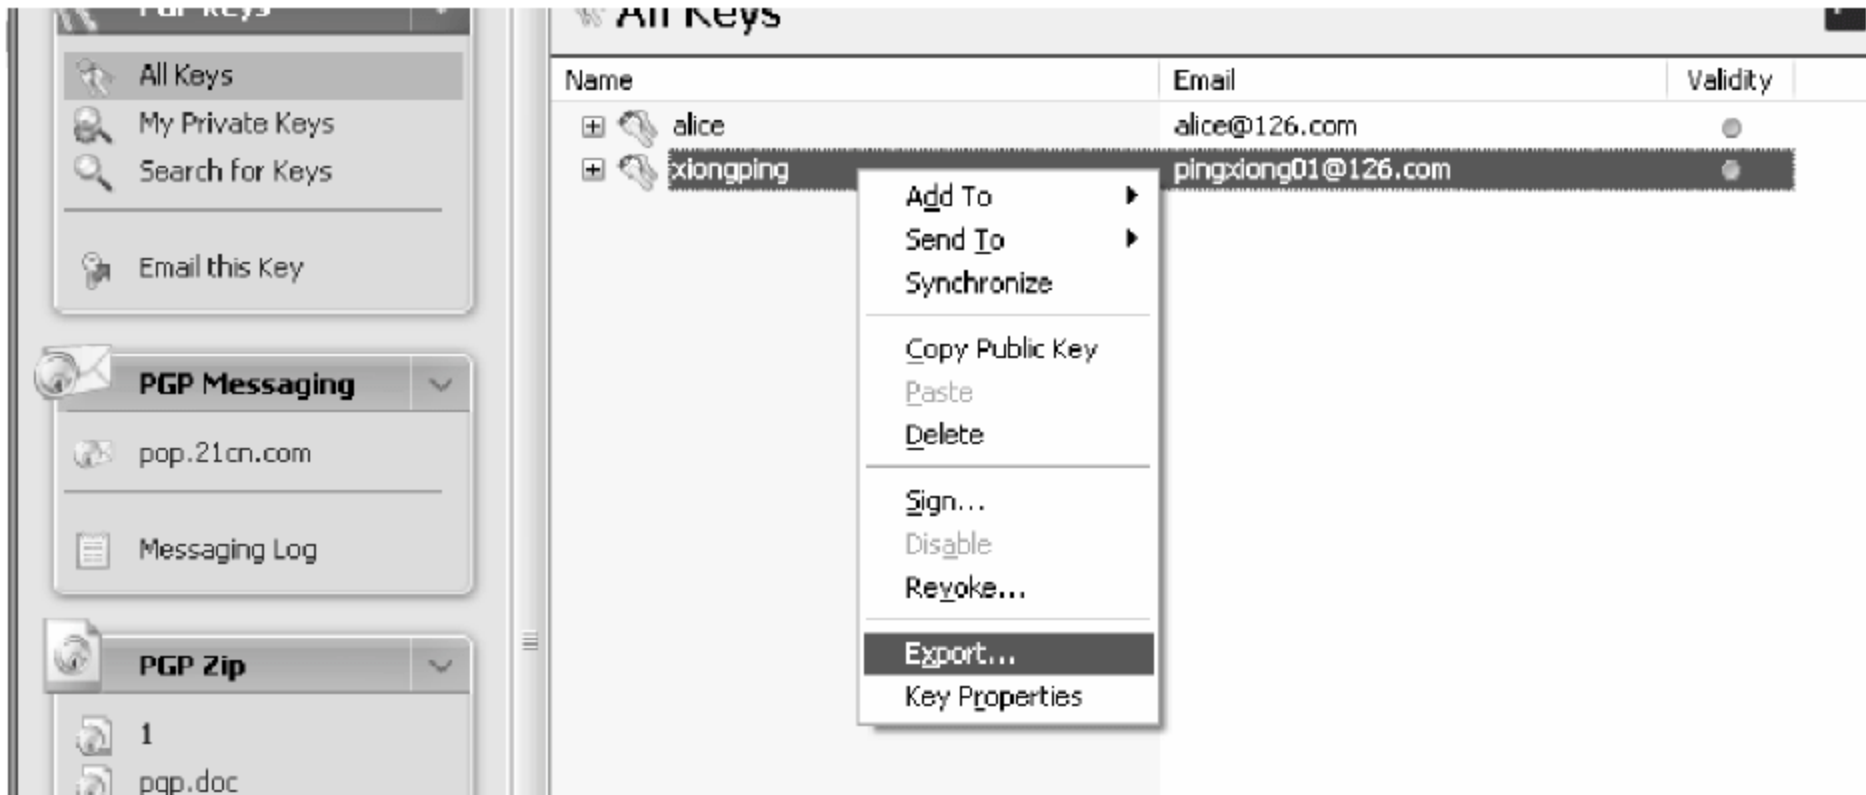 PGP Keys
All Keys
My Private Keys
Search for Keys
Email this Key
PGP Messaging
pop.21cn.com
Messaging Log
PGP Zip
1
pgp.doc
All Keys
Name Email Validity
alice alice@126.com
xiongping pingxiong01@126.com
Add To
Send To
Synchronize
Copy Public Key
Paste
Delete
Sign...
Disable
Revoke...
Export...
Key Properties